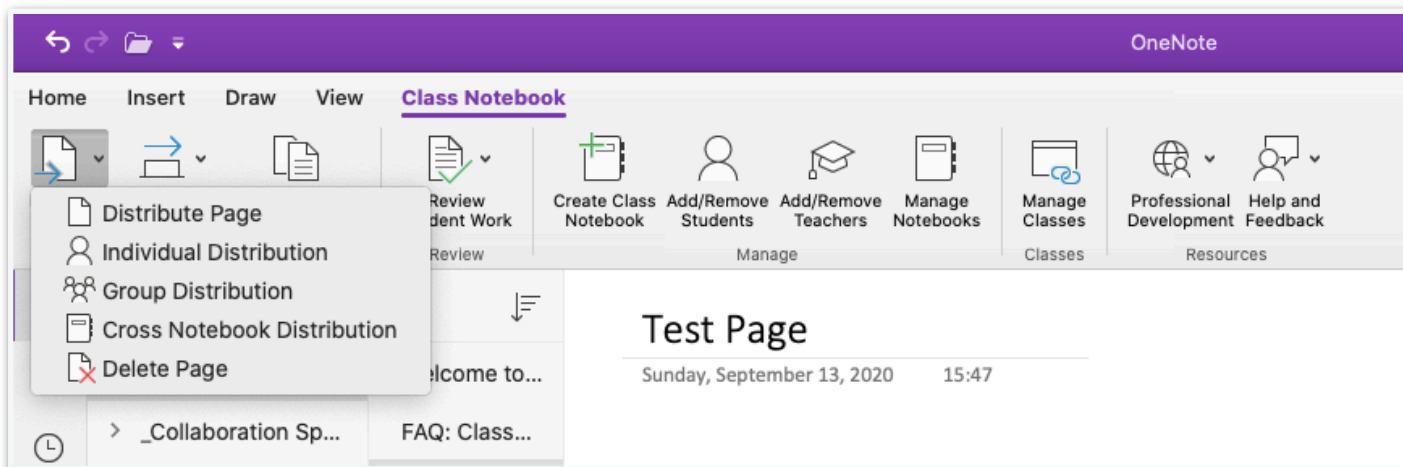 OneNote
Home Insert Draw View Class Notebook
Distribute Page
Individual Distribution
Group Distribution
Cross Notebook Distribution
Delete Page
Review
dent Work
Review
Create Class
Notebook
Add/Remove
Students
Add/Remove
Teachers
Manage
Notebooks
Manage
Manage
Classes
Classes
Professional
Development
Help and
Feedback
Resources
elcome to...
_Collaboration Sp...
FAQ: Class...
Test Page
Sunday, September 13, 2020 15:47